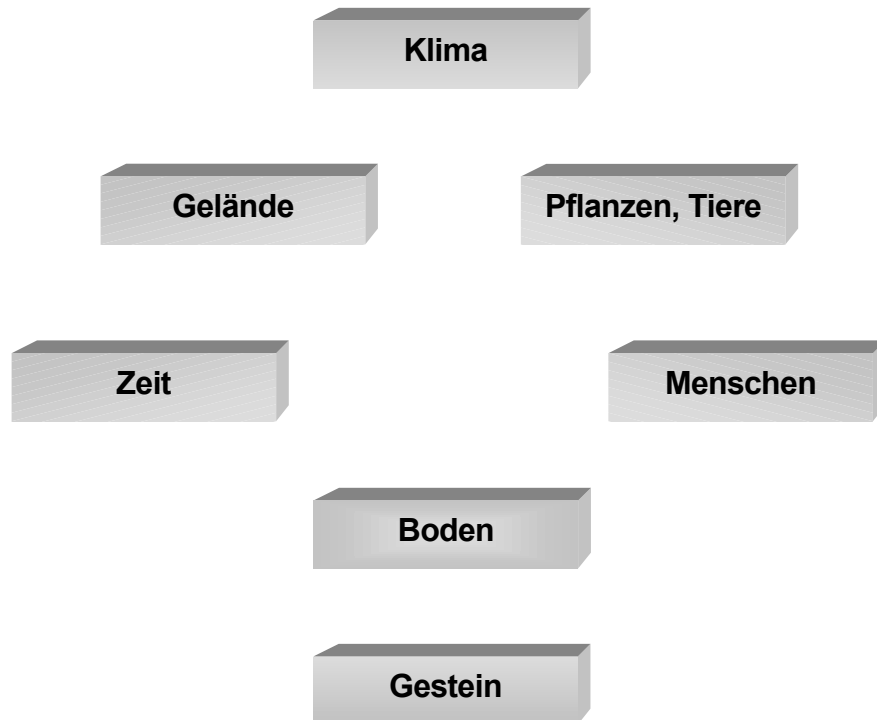 Klima
Gelände
Pflanzen, Tiere
Zeit
Menschen
Boden
Gestein